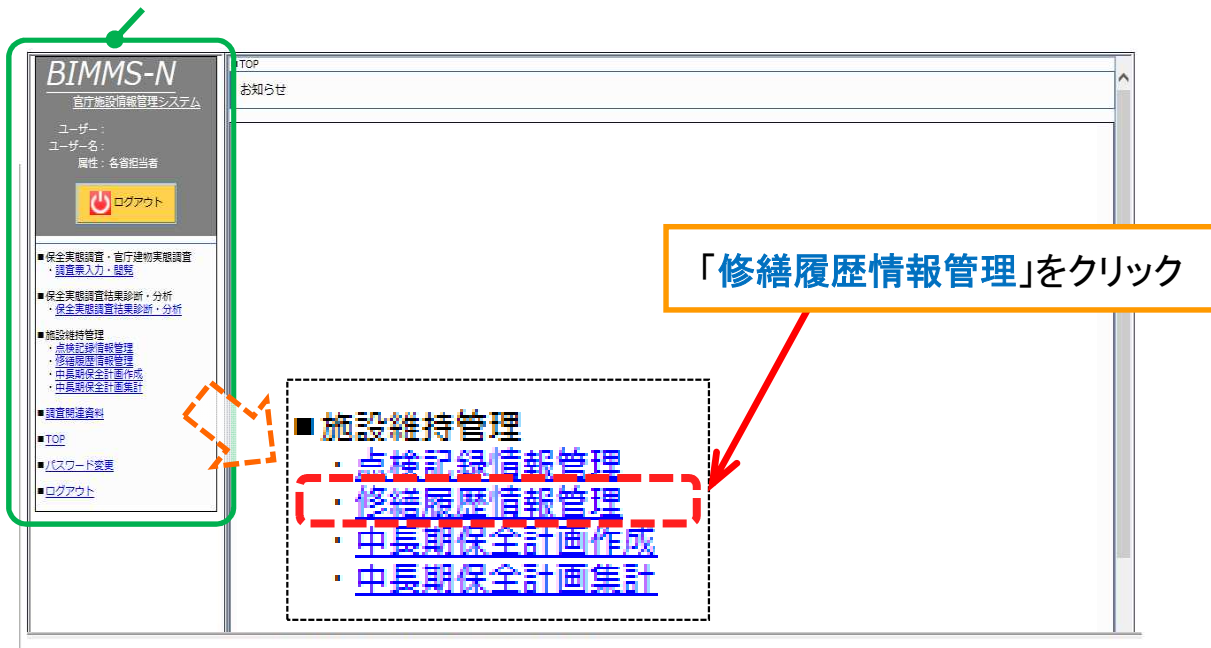 BIMMS-N
官庁施設情報管理システム
ユーザー：
ユーザー名：
属性：各省担当者
ログアウト
■保全実態調査・官庁建物実態調査
・調査票入力・閲覧
■保全実態調査結果診断・分析
・保全実態調査結果診断・分析
■施設維持管理
・点検記録情報管理
・修繕履歴情報管理
・中長期保全計画作成
・中長期保全計画集計
■調査関連資料
■TOP
■パスワード変更
■ログアウト
■TOP
お知らせ
「修繕履歴情報管理」をクリック
■施設維持管理
・点検記録情報管理
・修繕履歴情報管理
・中長期保全計画作成
・中長期保全計画集計